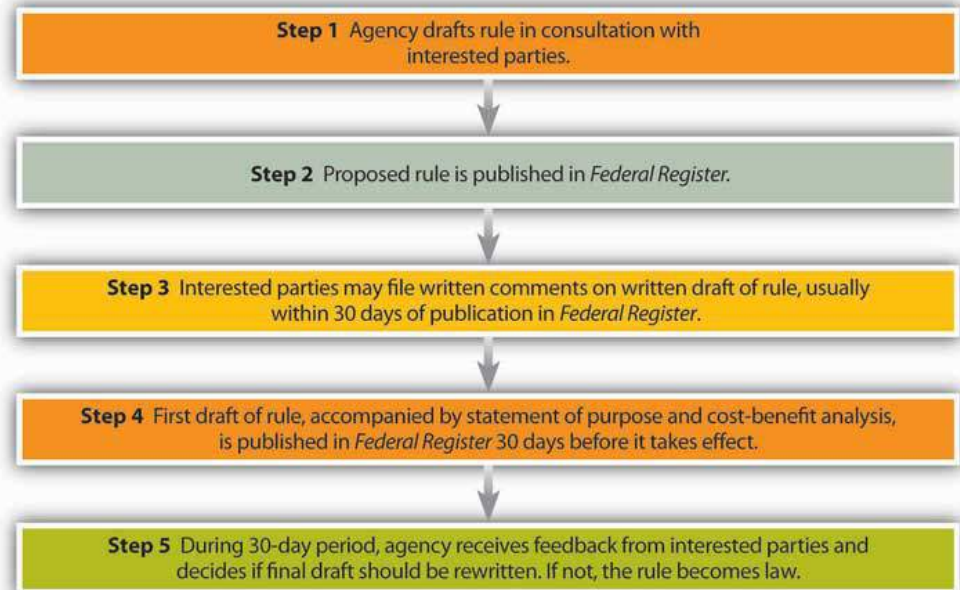 Step 1 Agency drafts rule in consultation with
interested parties.
Step 2 Proposed rule is published in Federal Register.
Step 3 Interested parties may file written comments on written draft of rule, usually
within 30 days of publication in Federal Register.
Step 4 First draft of rule, accompanied by statement of purpose and cost-benefit analysis,
is published in Federal Register 30 days before it takes effect.
Step 5 During 30-day period, agency receives feedback from interested parties and
decides if final draft should be rewritten. If not, the rule becomes law.